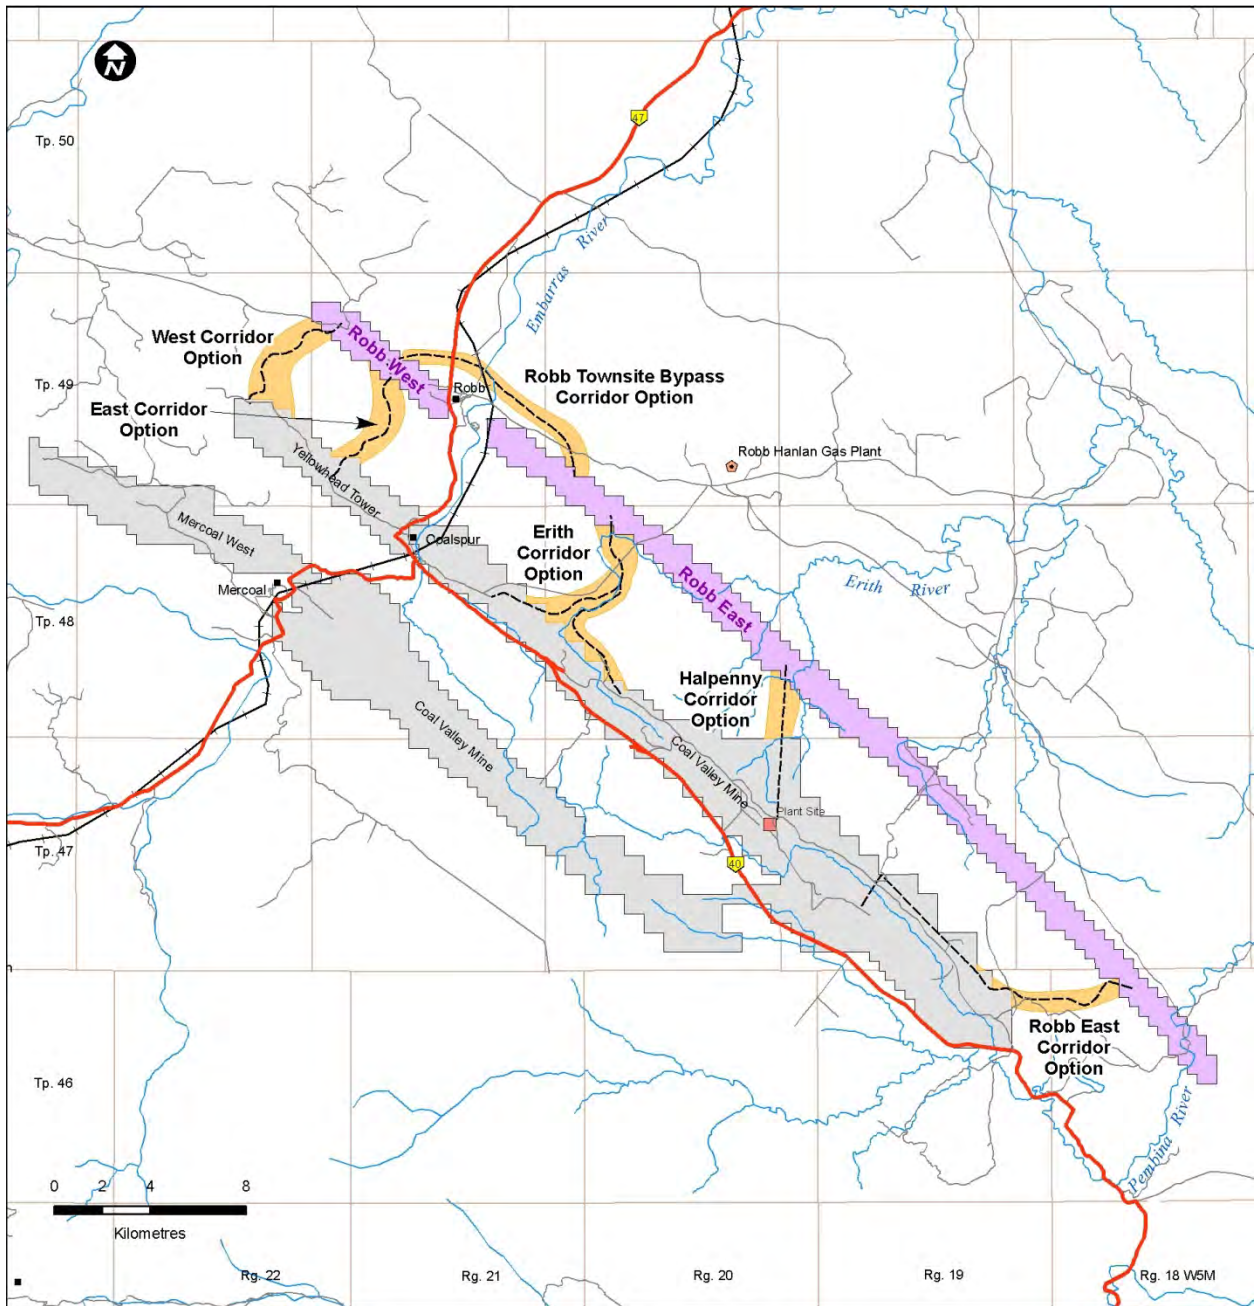 N
47
Tp. 50
Embarras River
West Corridor
Option
Robb West
Tp. 49
Robb
Robb Townsite Bypass
Corridor Option
East Corridor
Option
Robb Hanlan Gas Plant
Yellowhead Tower
Mercoal West
Coalspur
Erith
Corridor
Option
Robb East
Erith River
Mercoal
Tp. 48
Halpenny
Corridor
Option
Coal Valley Mine
Coal Valley Mine
Plant Site
Tp. 47
40
Robb East
Corridor
Option
Tp. 46
Pembina River
0 2 4 8
Kilometres
Rg. 22
Rg. 21
Rg. 20
Rg. 19
Rg. 18 W5M